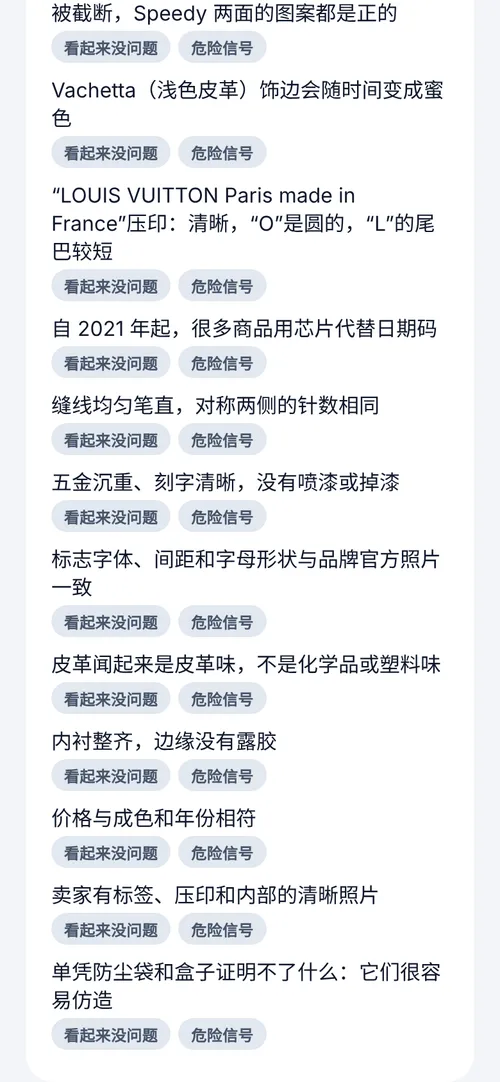 被截断，Speedy 两面的图案都是正的
看起来没问题 危险信号
Vachetta（浅色皮革）饰边会随时间变成蜜
色
看起来没问题 危险信号
“LOUIS VUITTON Paris made in
France”压印：清晰，“O”是圆的，“L”的尾
巴较短
看起来没问题 危险信号
自 2021 年起，很多商品用芯片代替日期码
看起来没问题 危险信号
缝线均匀笔直，对称两侧的针数相同
看起来没问题 危险信号
五金沉重、刻字清晰，没有喷漆或掉漆
看起来没问题 危险信号
标志字体、间距和字母形状与品牌官方照片
一致
看起来没问题 危险信号
皮革闻起来是皮革味，不是化学品或塑料味
看起来没问题 危险信号
内衬整齐，边缘没有露胶
看起来没问题 危险信号
价格与成色和年份相符
看起来没问题 危险信号
卖家有标签、压印和内部的清晰照片
看起来没问题 危险信号
单凭防尘袋和盒子证明不了什么：它们很容
易仿造
看起来没问题 危险信号